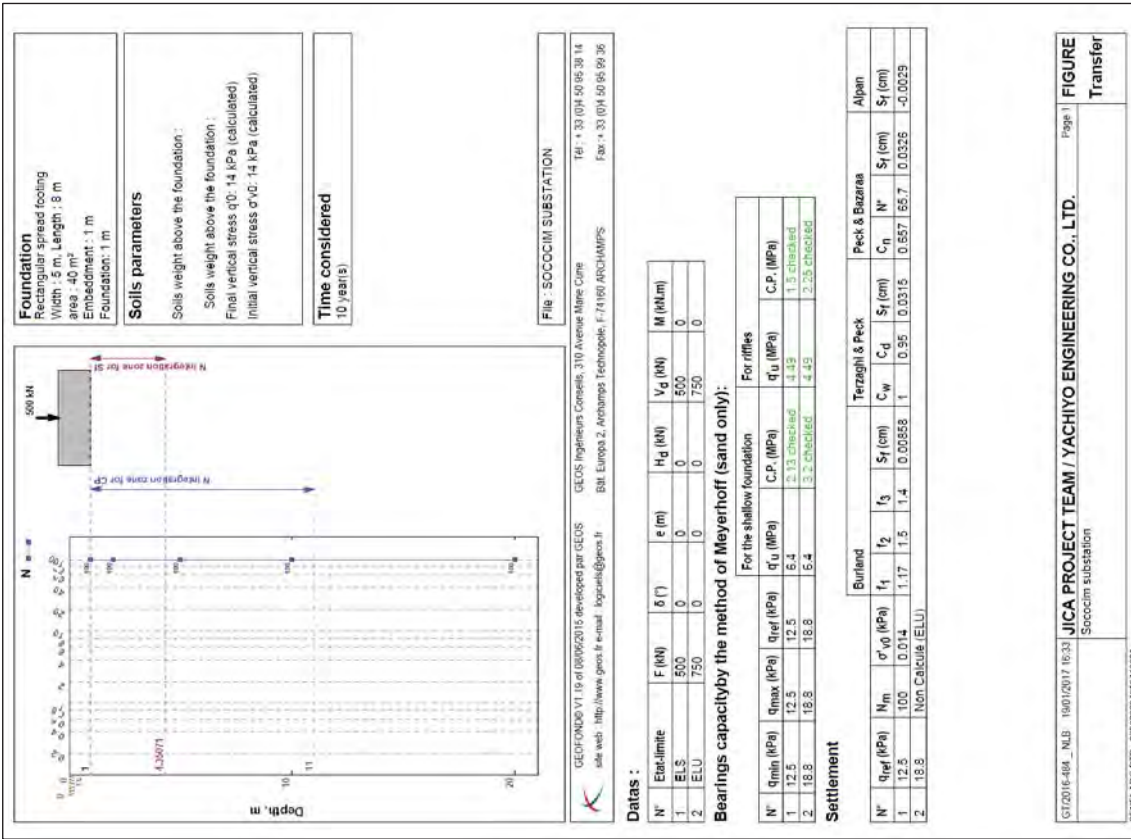 Foundation
Rectangular spread footing
Width : 5 m, Length : 8 m
area : 40 m²
Embedment : 1 m
Foundation: 1 m
Soils parameters
Soils weight above the foundation :
Soils weight above the foundation :
Final vertical stress q'0: 14 kPa (calculated)
Initial vertical stress σ'v0: 14 kPa (calculated)
Time considered
10 year(s)
File : SOCOCIM SUBSTATION
500 kN
N integration zone for Sf
N integration zone for CP
N
Depth, m
1
4.35071
10
11
20
100
100
100
100
100
GEOFOND© V1.19 of 08/06/2015 developed par GEOS
GEOS Ingénieurs Conseils, 310 Avenue Marie Curie
Tél : + 33 (0)4 50 95 38 14
site web : http://www.geos.fr e-mail : logiciels@geos.fr
Bât. Europa 2, Archamps Technopole, F-74160 ARCHAMPS
Fax : + 33 (0)4 50 95 99 36
Datas :
N° Etat-limite F (kN) δ (°) e (m) Hd (kN) Vd (kN) M (kN.m)
1 ELS 500 0 0 0 500 0
2 ELU 750 0 0 0 750 0
Bearings capacityby the method of Meyerhoff (sand only):
For the shallow foundation For riffles
N° qmin (kPa) qmax (kPa) qref (kPa) q'u (MPa) C.P. (MPa) q'u (MPa) C.P. (MPa)
1 12.5 12.5 12.5 6.4 2.13 checked 4.49 1.5 checked
2 18.8 18.8 18.8 6.4 3.2 checked 4.49 2.25 checked
Settlement
Burland Terzaghi & Peck Peck & Bazaraa Alpan
N° qref (kPa) Nm σ'v0 (kPa) f1 f2 f3 Sf (cm) Cw Cd Sf (cm) Cn N° Sf (cm) Sf (cm)
1 12.5 100 0.014 1.17 1.5 1.4 0.00858 1 0.95 0.0315 0.657 65.7 0.0326 -0.0029
2 18.8 Non Calculé (ELU)
GT/2016-484 _ NLB 19/01/2017 16:33
JICA PROJECT TEAM / YACHIYO ENGINEERING CO., LTD.
Page 1
FIGURE
Sococim substation
Transfer